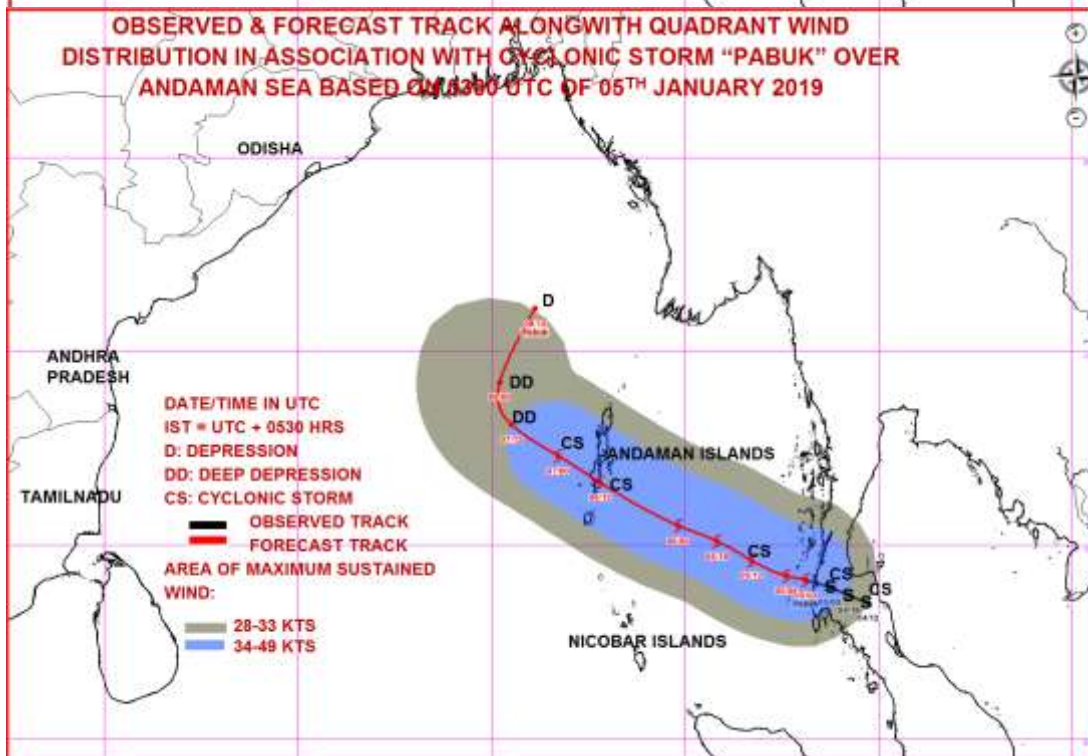 OBSERVED & FORECAST TRACK ALONGWITH QUADRANT WIND
DISTRIBUTION IN ASSOCIATION WITH CYCLONIC STORM “PABUK” OVER
ANDAMAN SEA BASED ON 0300 UTC OF 05TH JANUARY 2019
ODISHA
D
Pabuk
ANDHRA
PRADESH
DD
DD
DATE/TIME IN UTC
IST = UTC + 0530 HRS
D: DEPRESSION
DD: DEEP DEPRESSION
CS: CYCLONIC STORM
CS
ANDAMAN ISLANDS
CS
TAMILNADU
OBSERVED TRACK
FORECAST TRACK
AREA OF MAXIMUM SUSTAINED
WIND:
CS
CS
CS
28-33 KTS
34-49 KTS
NICOBAR ISLANDS